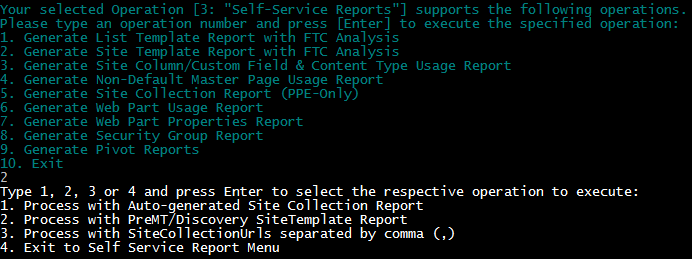 Your selected Operation [3: "Self-Service Reports"] supports the following operations.
Please type an operation number and press [Enter] to execute the specified operation:
1. Generate List Template Report with FTC Analysis
2. Generate Site Template Report with FTC Analysis
3. Generate Site Column/Custom Field & Content Type Usage Report
4. Generate Non-Default Master Page Usage Report
5. Generate Site Collection Report (PPE-Only)
6. Generate Web Part Usage Report
7. Generate Web Part Properties Report
8. Generate Security Group Report
9. Generate Pivot Reports
10. Exit
2
Type 1, 2, 3 or 4 and press Enter to select the respective operation to execute:
1. Process with Auto-generated Site Collection Report
2. Process with PreMT/Discovery SiteTemplate Report
3. Process with SiteCollectionUrls separated by comma (,)
4. Exit to Self Service Report Menu